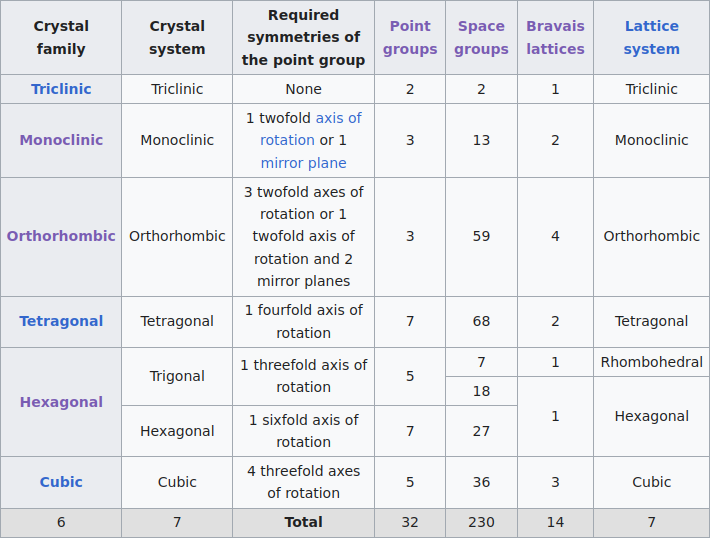 Crystal family Crystal system Required symmetries of the point group Point groups Space groups Bravais lattices Lattice system
Triclinic Triclinic None 2 2 1 Triclinic
Monoclinic Monoclinic 1 twofold axis of rotation or 1 mirror plane 3 13 2 Monoclinic
Orthorhombic Orthorhombic 3 twofold axes of rotation or 1 twofold axis of rotation and 2 mirror planes 3 59 4 Orthorhombic
Tetragonal Tetragonal 1 fourfold axis of rotation 7 68 2 Tetragonal
Hexagonal Trigonal 1 threefold axis of rotation 5 7 1 Rhombohedral
18 1 Hexagonal
Hexagonal 1 sixfold axis of rotation 7 27
Cubic Cubic 4 threefold axes of rotation 5 36 3 Cubic
6 7 Total 32 230 14 7